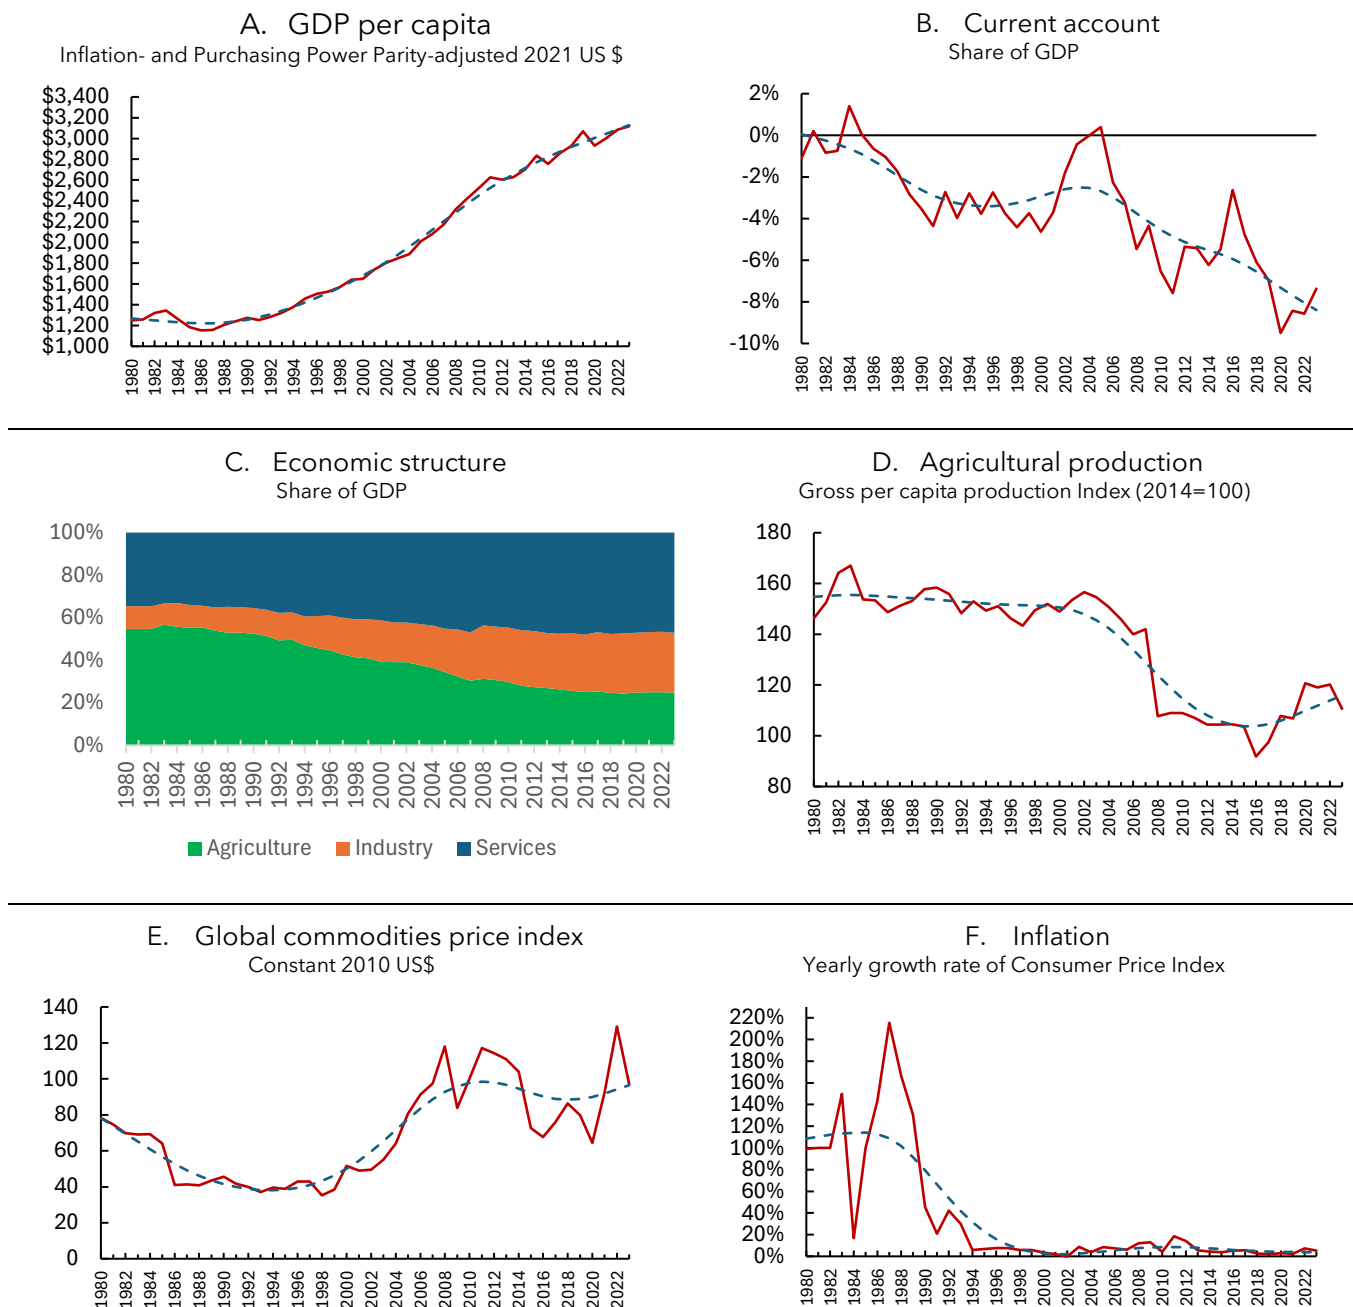 A. GDP per capita
Inflation- and Purchasing Power Parity-adjusted 2021 US $
$3,400
$3,200
$3,000
$2,800
$2,600
$2,400
$2,200
$2,000
$1,800
$1,600
$1,400
$1,200
$1,000
1980 1982 1984 1986 1988 1990 1992 1994 1996 1998 2000 2002 2004 2006 2008 2010 2012 2014 2016 2018 2020 2022
B. Current account
Share of GDP
2%
0%
-2%
-4%
-6%
-8%
-10%
1980 1982 1984 1986 1988 1990 1992 1994 1996 1998 2000 2002 2004 2006 2008 2010 2012 2014 2016 2018 2020 2022
C. Economic structure
Share of GDP
100%
80%
60%
40%
20%
0%
1980 1982 1984 1986 1988 1990 1992 1994 1996 1998 2000 2002 2004 2006 2008 2010 2012 2014 2016 2018 2020 2022
Agriculture Industry Services
D. Agricultural production
Gross per capita production Index (2014=100)
180
160
140
120
100
80
1980 1982 1984 1986 1988 1990 1992 1994 1996 1998 2000 2002 2004 2006 2008 2010 2012 2014 2016 2018 2020 2022
E. Global commodities price index
Constant 2010 US$
140
120
100
80
60
40
20
0
1980 1982 1984 1986 1988 1990 1992 1994 1996 1998 2000 2002 2004 2006 2008 2010 2012 2014 2016 2018 2020 2022
F. Inflation
Yearly growth rate of Consumer Price Index
220%
200%
180%
160%
140%
120%
100%
80%
60%
40%
20%
0%
1980 1982 1984 1986 1988 1990 1992 1994 1996 1998 2000 2002 2004 2006 2008 2010 2012 2014 2016 2018 2020 2022